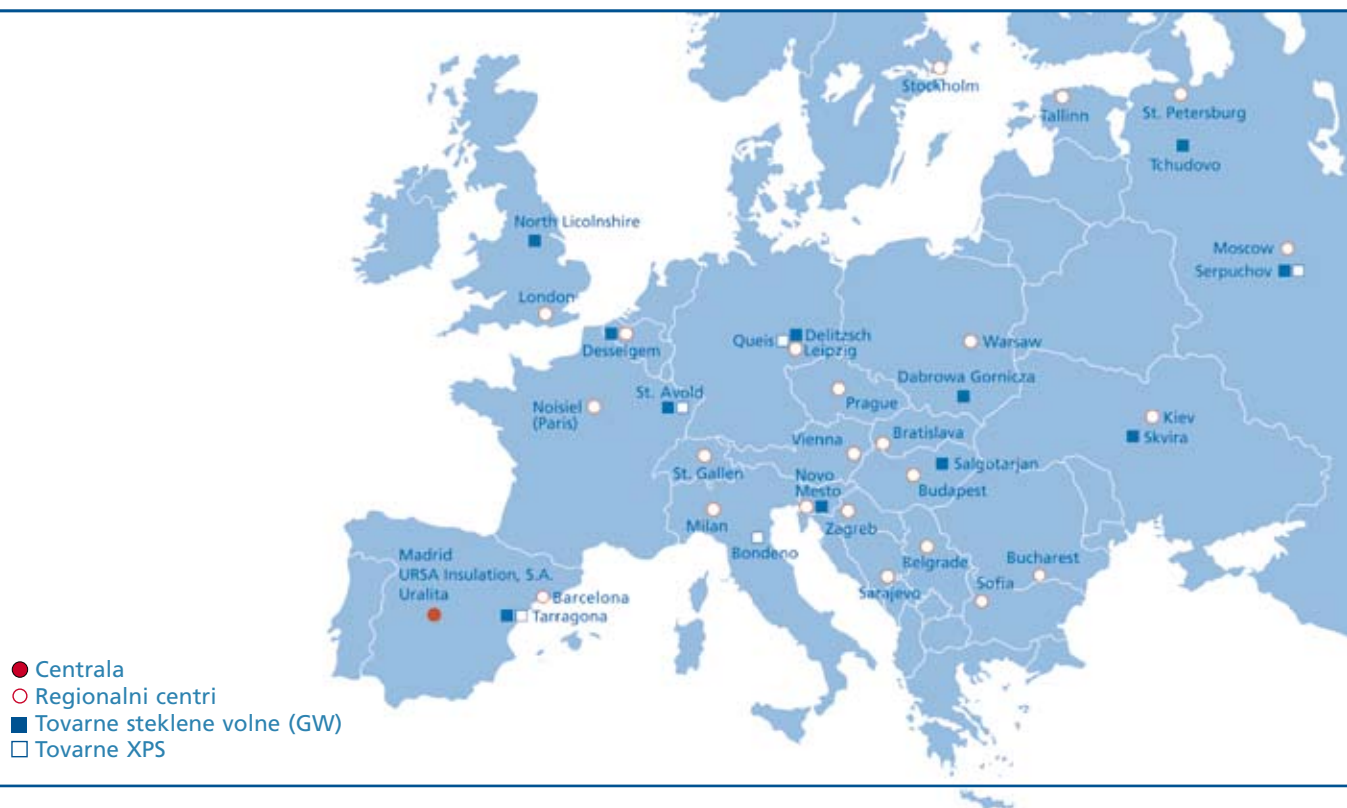 Stockholm
Tallinn
St. Petersburg
Tchudovo
North Licolnshire
Moscow
Serpuchov
London
Desselgem
Queis
Delitzsch
Leipzig
Warsaw
Dabrowa Gornicza
St. Avold
Noisiel
(Paris)
Prague
Kiev
Skvira
Vienna
Bratislava
St. Gallen
Salgotarjan
Budapest
Novo
Mesto
Milan
Zagreb
Bondeno
Belgrade
Bucharest
Sarajevo
Sofia
Madrid
URSA Insulation, S.A.
Uralita
Barcelona
Tarragona
Centrala
Regionalni centri
Tovarne steklene volne (GW)
Tovarne XPS